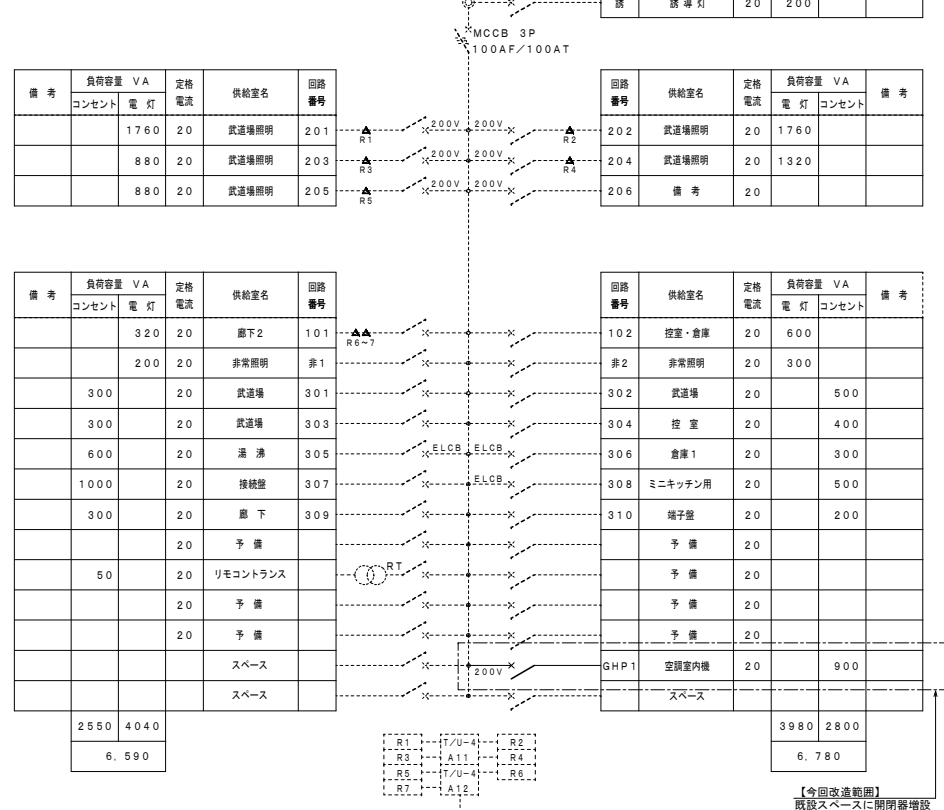 誘 誘導灯 20 200
MCCB 3P
100AF/100AT
備考 負荷容量 VA 定格電流 供給室名 回路番号
コンセント 電灯
1760 20 武道場照明 201 R1 200V
880 20 武道場照明 203 R3 200V
880 20 武道場照明 205 R5 200V
回路番号 供給室名 定格電流 負荷容量 VA 備考
電灯 コンセント
200V R2 202 武道場照明 20 1760
200V R4 204 武道場照明 20 1320
200V 206 備考 20
備考 負荷容量 VA 定格電流 供給室名 回路番号
コンセント 電灯
320 20 廊下2 101 R6~7
200 20 非常照明 非1
300 20 武道場 301
300 20 武道場 303
600 20 湯沸 305 ELCB
1000 20 接続盤 307
300 20 廊下 309
20 予備
50 20 リモコントランス RT
20 予備
20 予備
スペース
スペース
2550 4040
6,590
回路番号 供給室名 定格電流 負荷容量 VA 備考
電灯 コンセント
102 控室・倉庫 20 600
非2 非常照明 20 300
302 武道場 20 500
304 控室 20 400
ELCB 306 倉庫1 20 300
ELCB 308 ミニキッチン用 20 500
310 端子盤 20 200
予備 20
予備 20
予備 20
予備 20
200V GHP1 空調室内機 20 900
スペース
3980 2800
6,780
R1 T/U-4 R2
R3 A11 R4
R5 T/U-4 R6
R7 A12
【今回改造範囲】
既設スペースに開閉器増設